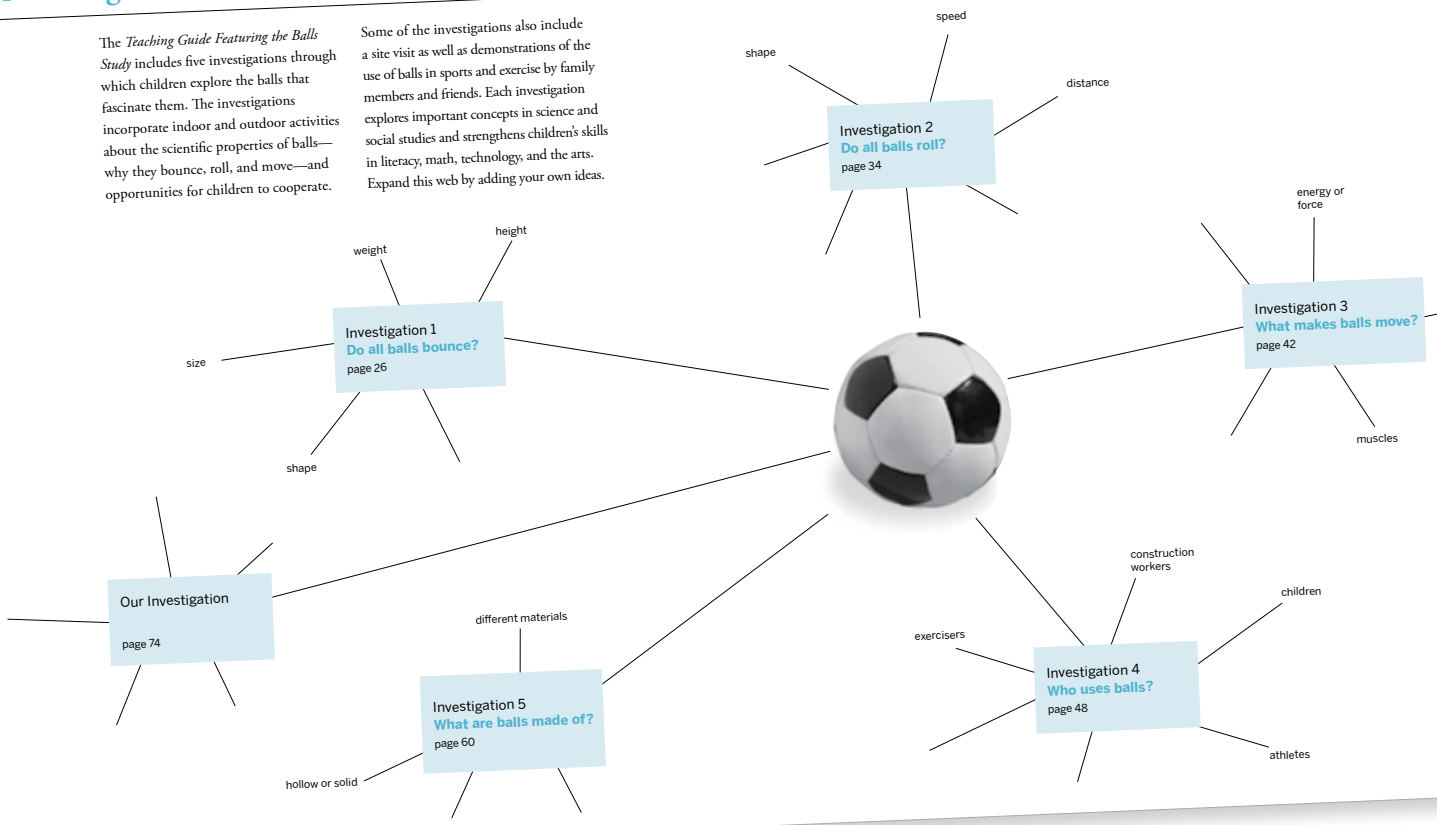 The Teaching Guide Featuring the Balls
Study includes five investigations through
which children explore the balls that
fascinate them. The investigations
incorporate indoor and outdoor activities
about the scientific properties of balls—
why they bounce, roll, and move—and
opportunities for children to cooperate.
Some of the investigations also include
a site visit as well as demonstrations of the
use of balls in sports and exercise by family
members and friends. Each investigation
explores important concepts in science and
social studies and strengthens children’s skills
in literacy, math, technology, and the arts.
Expand this web by adding your own ideas.
speed
shape
distance
Investigation 2
Do all balls roll?
page 34
energy or
force
Investigation 3
What makes balls move?
page 42
muscles
height
weight
size
Investigation 1
Do all balls bounce?
page 26
shape
Our Investigation
page 74
different materials
Investigation 5
What are balls made of?
page 60
hollow or solid
construction
workers
children
exercisers
Investigation 4
Who uses balls?
page 48
athletes